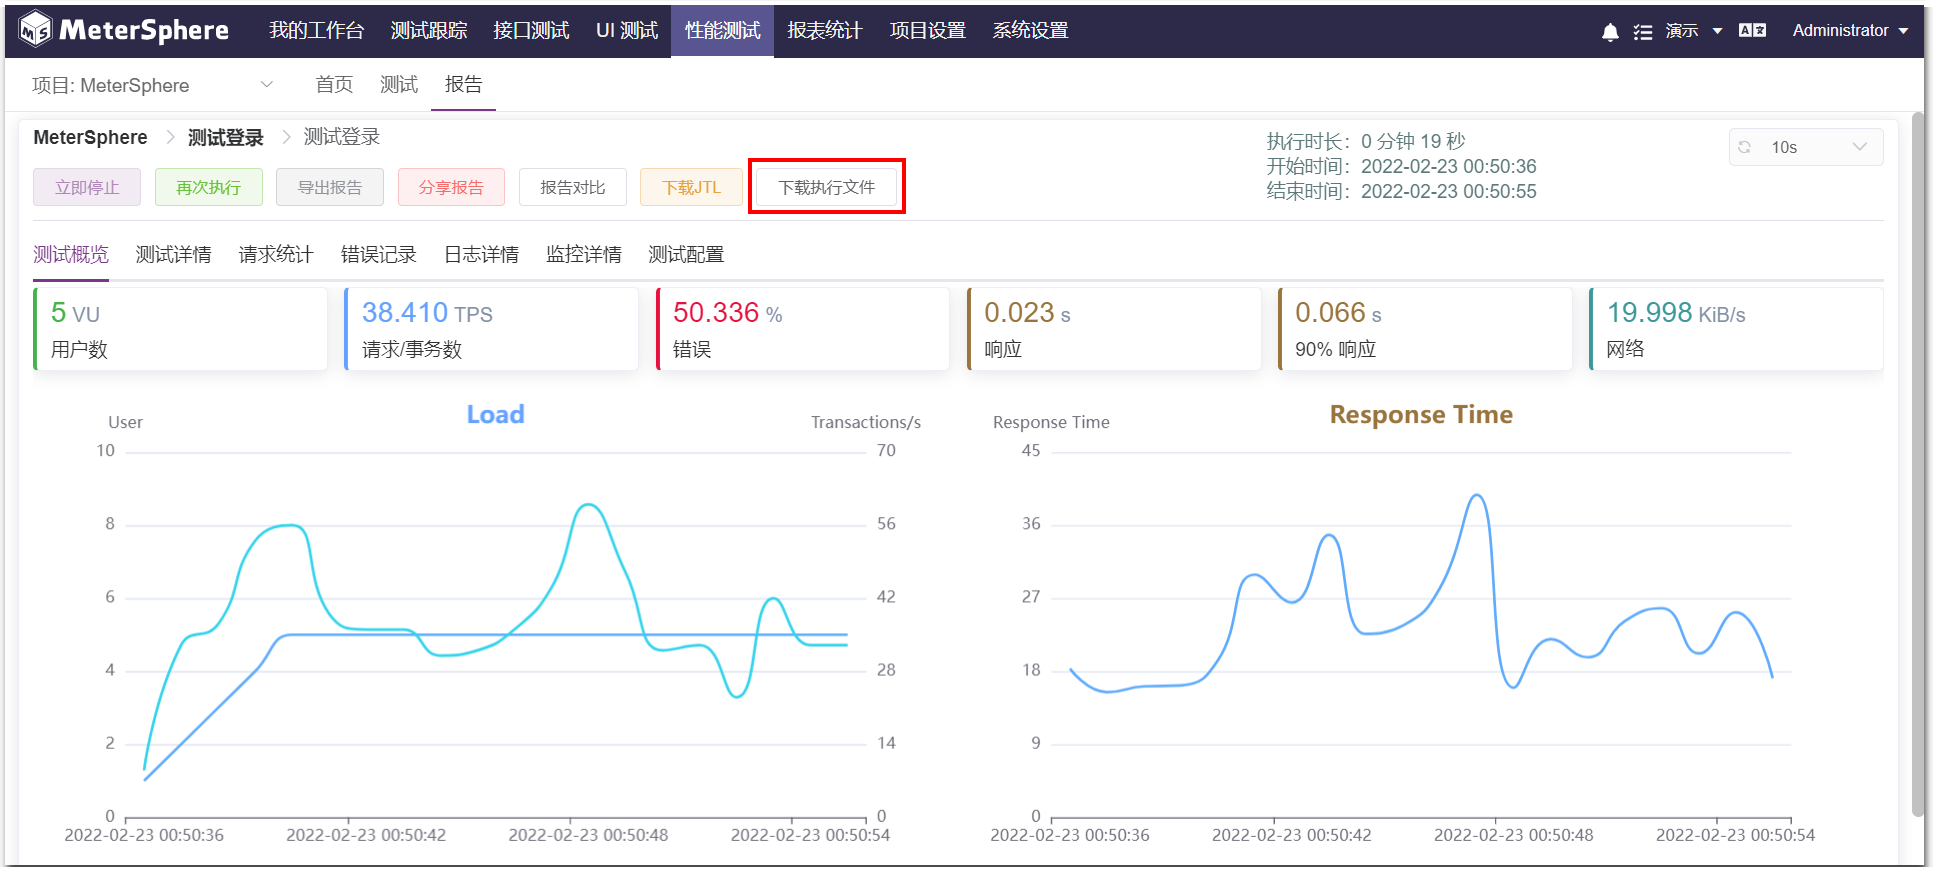 MeterSphere 我的工作台 测试跟踪 接口测试 UI 测试 性能测试 报表统计 项目设置 系统设置 演示 Administrator
项目: MeterSphere 首页 测试 报告
MeterSphere 测试登录 测试登录
执行时长: 0 分钟 19 秒
开始时间: 2022-02-23 00:50:36
结束时间: 2022-02-23 00:50:55
10s
立即停止 再次执行 导出报告 分享报告 报告对比 下载JTL 下载执行文件
测试概览 测试详情 请求统计 错误记录 日志详情 监控详情 测试配置
5 VU
用户数
38.410 TPS
请求/事务数
50.336 %
错误
0.023 s
响应
0.066 s
90% 响应
19.998 KiB/s
网络
Load
User
Transactions/s
10
8
6
4
2
0
70
56
42
28
14
0
2022-02-23 00:50:36 2022-02-23 00:50:42 2022-02-23 00:50:48 2022-02-23 00:50:54
Response Time
Response Time
45
36
27
18
9
0
2022-02-23 00:50:36 2022-02-23 00:50:42 2022-02-23 00:50:48 2022-02-23 00:50:54